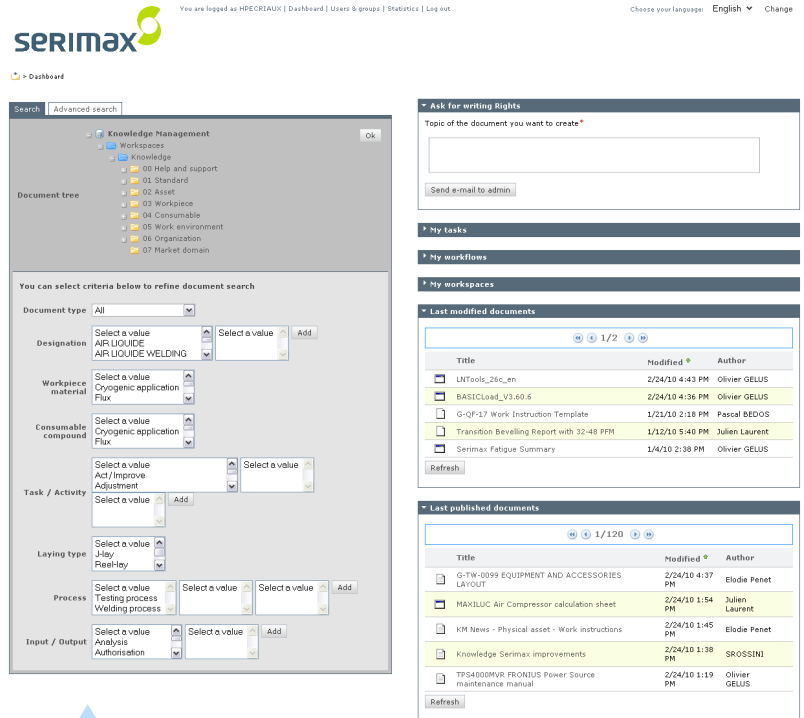 You are logged as HPECRIAUX | Dashboard | Users & groups | Statistics | Log out
Choose your language: English Change
serimax
> Dashboard
Search Advanced search
Knowledge Management
Ok
Workspaces
Knowledge
00 Help and support
01 Standard
Document tree
02 Asset
03 Workpiece
04 Consumable
05 Work environment
06 Organization
07 Market domain
You can select criteria below to refine document search
Document type All
Designation
Select a value
AIR LIQUIDE
AIR LIQUIDE WELDING
Select a value
Add
Workpiece material
Select a value
Cryogenic application
Flux
Consumable compound
Select a value
Cryogenic application
Flux
Task / Activity
Select a value
Act / Improve
Adjustment
Select a value
Select a value
Add
Laying type
Select a value
J-lay
Reel-lay
Process
Select a value
Testing process
Welding process
Select a value
Select a value
Add
Input / Output
Select a value
Analysis
Authorisation
Select a value
Add
Ask for writing Rights
Topic of the document you want to create*
Send e-mail to admin
My tasks
My workflows
My workspaces
Last modified documents
1/2
Title Modified Author
LNTools_26c_en 2/24/10 4:43 PM Olivier GELUS
BASICLoad_V3.60.6 2/24/10 4:36 PM Olivier GELUS
G-QF-17 Work Instruction Template 1/21/10 2:18 PM Pascal BEDOS
Transition Bevelling Report with 32-48 PFM 1/12/10 5:40 PM Julien Laurent
Serimax Fatigue Summary 1/4/10 2:38 PM Olivier GELUS
Refresh
Last published documents
1/120
Title Modified Author
G-TW-0099 EQUIPMENT AND ACCESSORIES LAYOUT 2/24/10 4:37 PM Elodie Penet
MAXILUC Air Compressor calculation sheet 2/24/10 1:54 PM Julien Laurent
KM News - Physical asset - Work instructions 2/24/10 1:45 PM Elodie Penet
Knowledge Serimax improvements 2/24/10 1:38 PM SROSSINI
TPS4000MVR FRONIUS Power Source maintenance manual 2/24/10 1:19 PM Olivier GELUS
Refresh